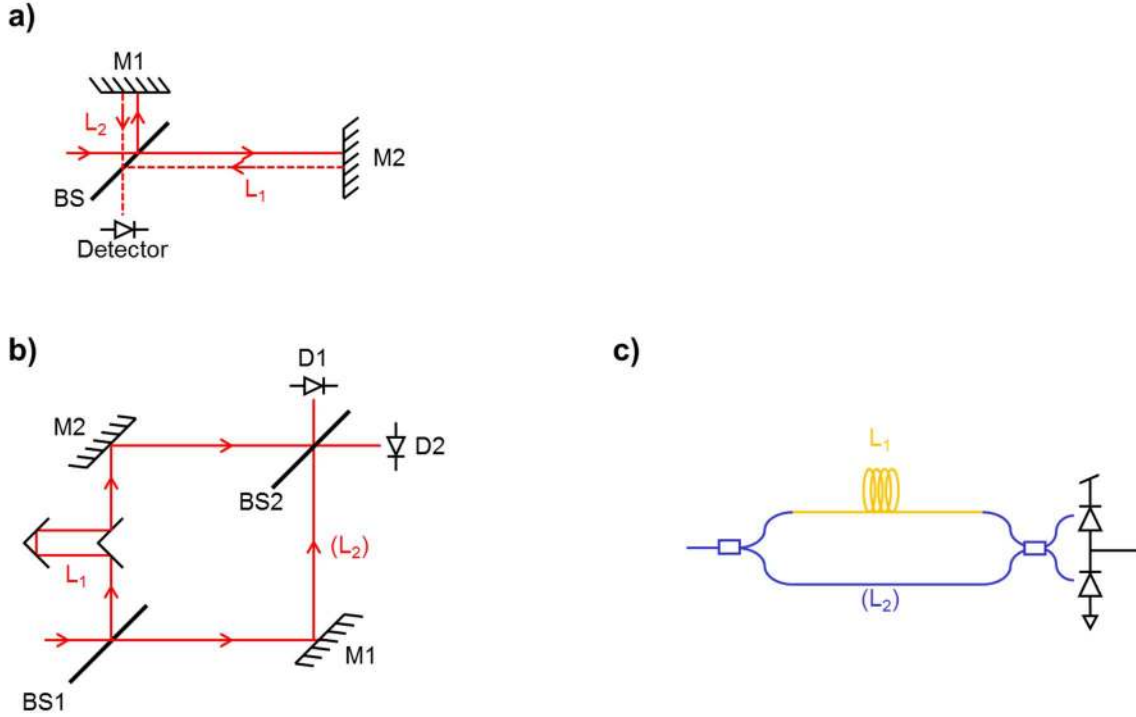 a)
M1
L₂
M2
L₁
BS
Detector
b)
D1
M2
D2
BS2
(L₂)
L₁
M1
BS1
c)
L₁
(L₂)